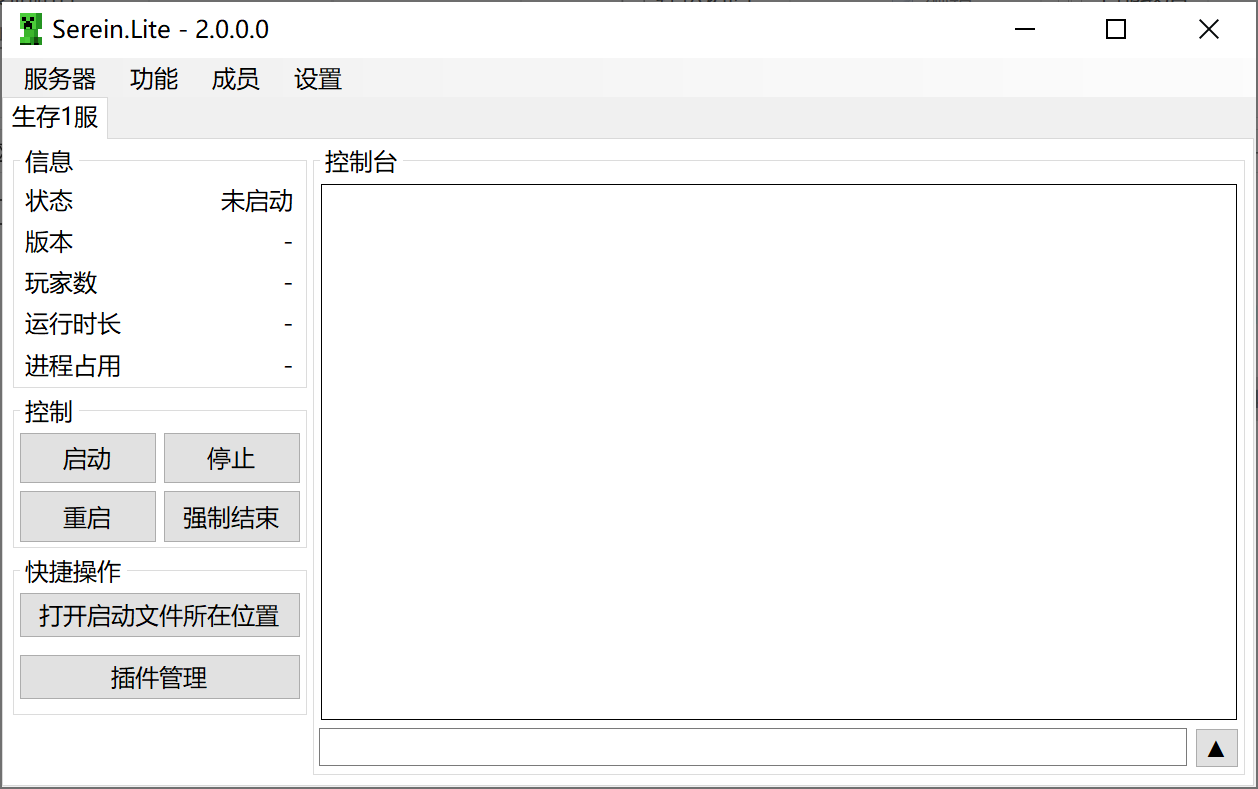 Serein.Lite - 2.0.0.0
服务器 功能 成员 设置
生存1服
信息
状态 未启动
版本 -
玩家数 -
运行时长 -
进程占用 -
控制
启动 停止
重启 强制结束
快捷操作
打开启动文件所在位置
插件管理
控制台
▲